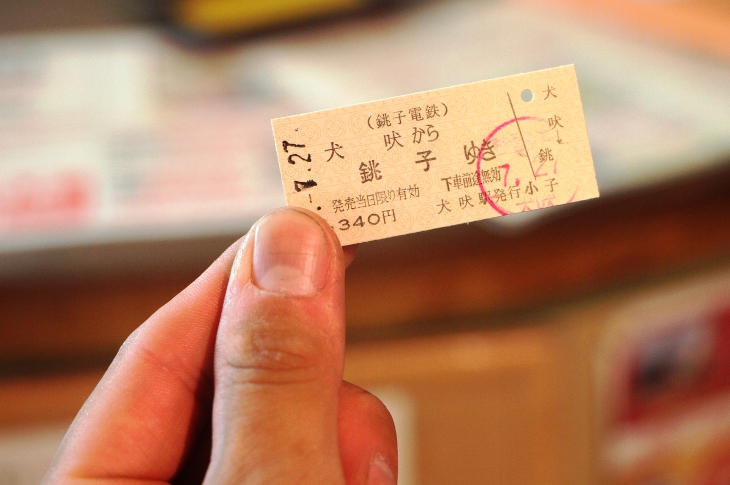 (銚子電鉄)
犬吠から
銚子ゆき
発売当日限り有効
下車前途無効
340円
犬吠駅発行小
犬吠→銚子
7.27.
7. 27